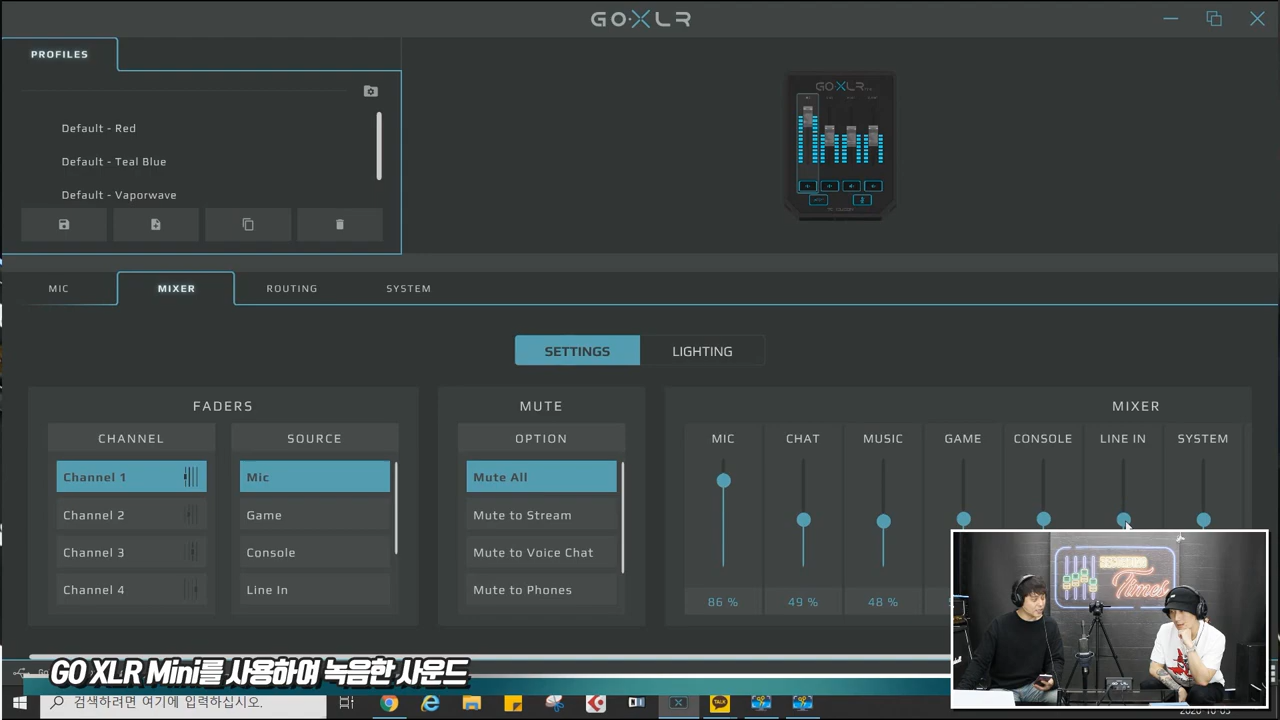 GO XLR
PROFILES
Default - Red
Default - Teal Blue
Default - Vaporwave
GO XLR
MIC
MIXER
ROUTING
SYSTEM
SETTINGS
LIGHTING
FADERS
MUTE
MIXER
CHANNEL
SOURCE
OPTION
MIC
CHAT
MUSIC
GAME
CONSOLE
LINE IN
SYSTEM
Channel 1
Mic
Mute All
Channel 2
Game
Mute to Stream
Channel 3
Console
Mute to Voice Chat
Channel 4
Line In
Mute to Phones
86 %
49 %
48 %
Times
GO XLR Mini를 사용하여 녹음한 사운드
검색하려면 여기에 입력하십시오.
TALK